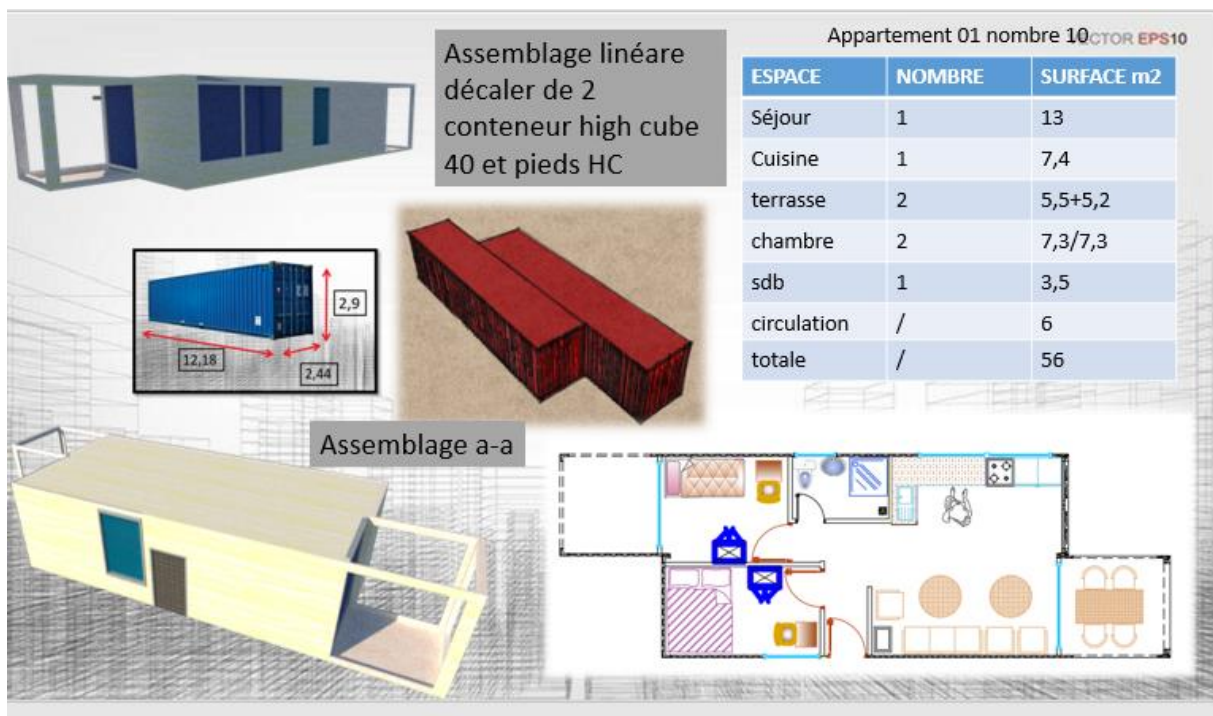 Assemblage linéare
décaler de 2
conteneur high cube
40 et pieds HC
Appartement 01 nombre 10
VECTOR EPS10
ESPACE NOMBRE SURFACE m2
Séjour 1 13
Cuisine 1 7,4
terrasse 2 5,5+5,2
chambre 2 7,3/7,3
sdb 1 3,5
circulation / 6
totale / 56
2,9
12,18
2,44
Assemblage a-a